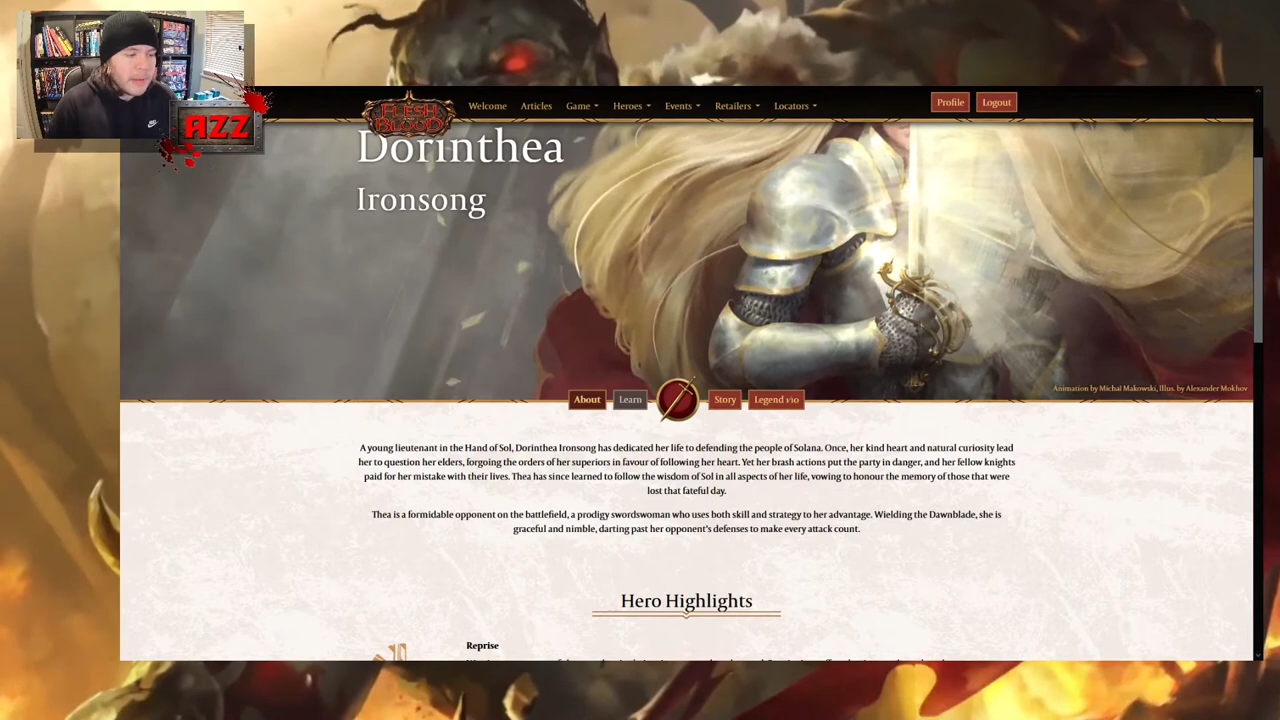 AZZ
FLESH
BLOOD
Welcome Articles Game Heroes Events Retailers Locators
Profile Logout
Dorinthea
Ironsong
Animation by Michal Makowski, Illus. by Alexander Mokhov
About Learn Story Legend 1/10
A young lieutenant in the Hand of Sol, Dorinthea Ironsong has dedicated her life to defending the people of Solana. Once, her kind heart and natural curiosity lead
her to question her elders, forgoing the orders of her superiors in favour of following her heart. Yet her brash actions put the party in danger, and her fellow knights
paid for her mistake with their lives. Thea has since learned to follow the wisdom of Sol in all aspects of her life, vowing to honour the memory of those that were
lost that fateful day.
Thea is a formidable opponent on the battlefield, a prodigy swordswoman who uses both skill and strategy to her advantage. Wielding the Dawnblade, she is
graceful and nimble, darting past her opponent's defenses to make every attack count.
Hero Highlights
Reprise